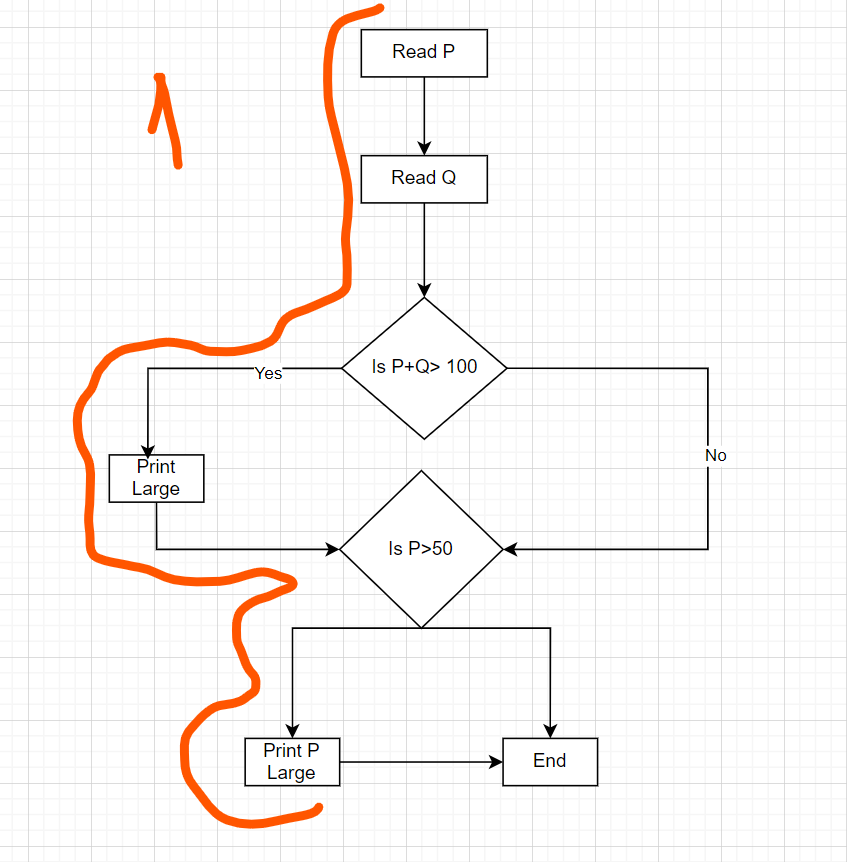 Read P
Read Q
Is P+Q> 100
Yes
No
Print
Large
Is P>50
Print P
Large
End